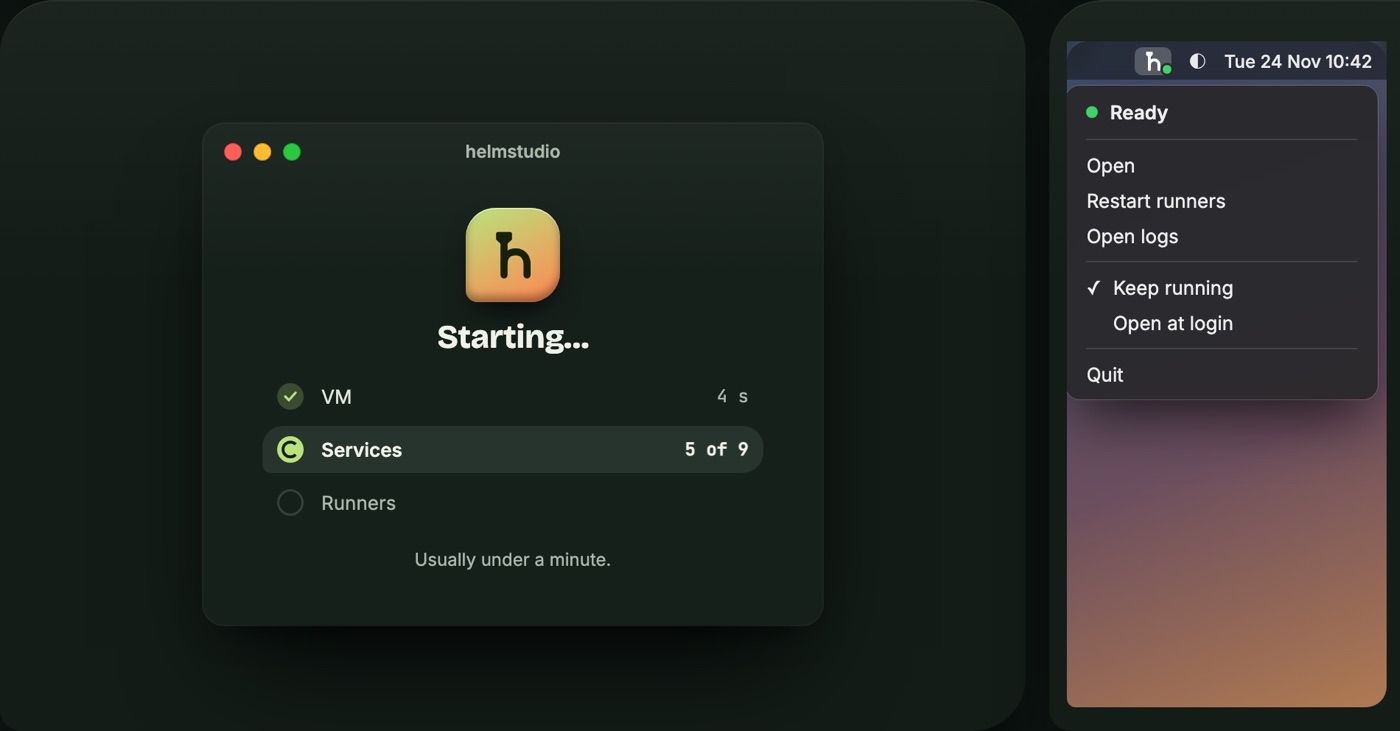 helmstudio
h
Starting...
VM 4 s
Services 5 of 9
Runners
Usually under a minute.
h Tue 24 Nov 10:42
Ready
Open
Restart runners
Open logs
✓ Keep running
Open at login
Quit